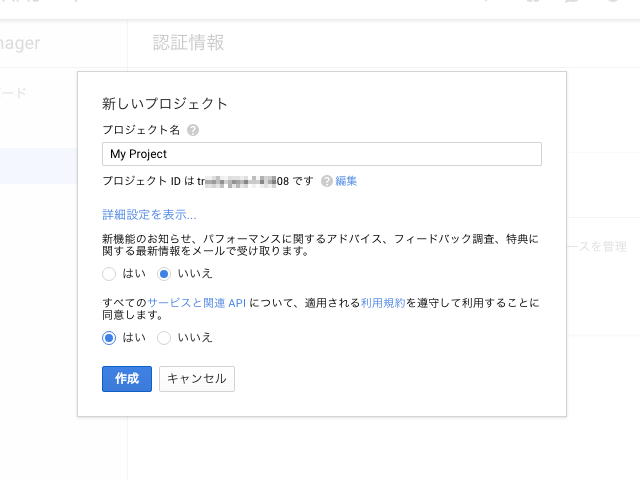 nager
認証情報
ード
新しいプロジェクト
プロジェクト名 ?
My Project
プロジェクト ID は tr 08 です ? 編集
詳細設定を表示...
新機能のお知らせ、パフォーマンスに関するアドバイス、フィードバック調査、特典に
関する最新情報をメールで受け取ります。
はい いいえ
すべてのサービスと関連 API について、適用される利用規約を遵守して利用することに
同意します。
はい いいえ
作成 キャンセル
ースを管理